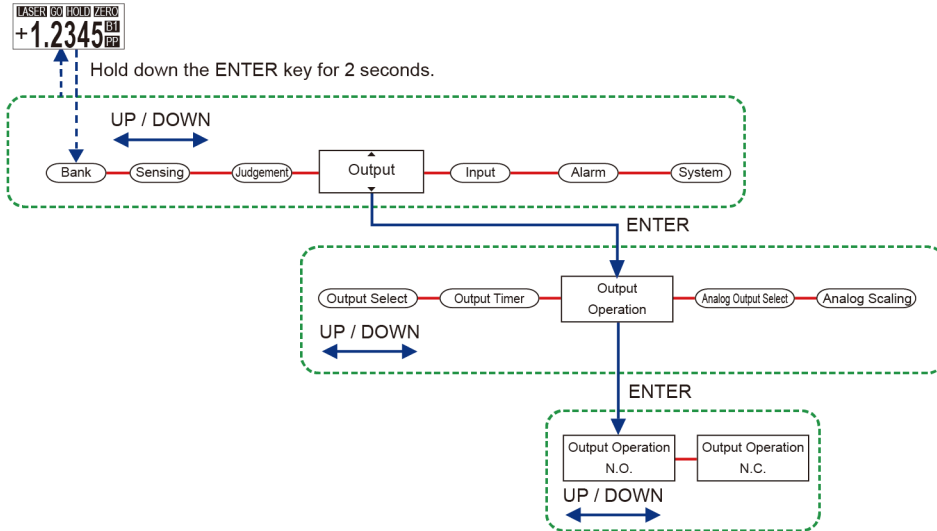 LASER GO HOLD ZERO
+1.2345 B1
PP
Hold down the ENTER key for 2 seconds.
UP / DOWN
Bank Sensing Judgement Output Input Alarm System
ENTER
Output Select Output Timer Output Operation Analog Output Select Analog Scaling
UP / DOWN
ENTER
Output Operation N.O. Output Operation N.C.
UP / DOWN